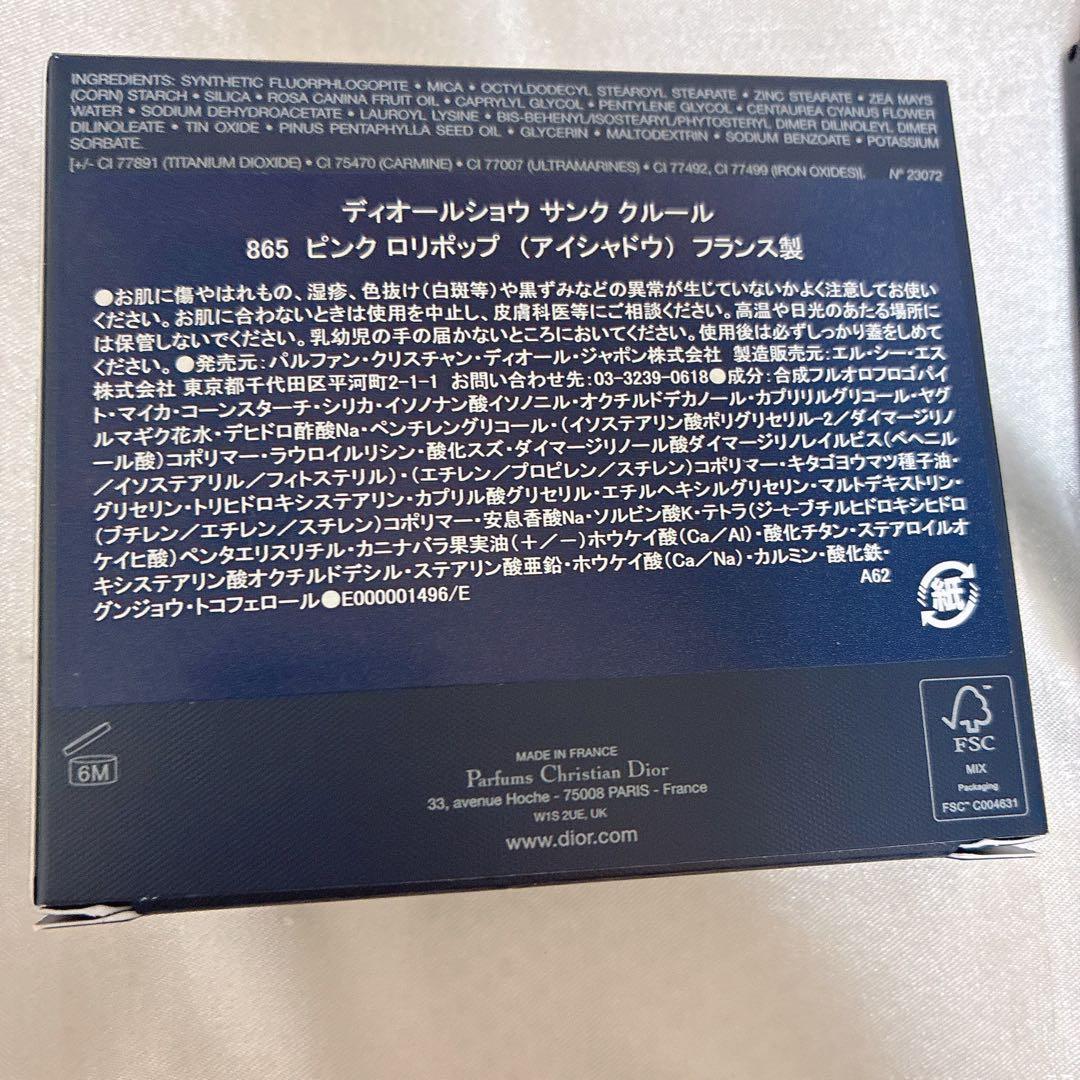 INGREDIENTS: SYNTHETIC FLUORPHLOGOPITE • MICA • OCTYLDODECYL STEAROYL STEARATE • ZINC STEARATE • ZEA MAYS
(CORN) STARCH • SILICA • ROSA CANINA FRUIT OIL • CAPRYLYL GLYCOL • PENTYLENE GLYCOL • CENTAUREA CYANUS FLOWER
WATER • SODIUM DEHYDROACETATE • LAUROYL LYSINE • BIS-BEHENYL/ISOSTEARYL/PHYTOSTERYL DIMER DILINOLEYL DIMER
DILINOLEATE • TIN OXIDE • PINUS PENTAPHYLLA SEED OIL • GLYCERIN • MALTODEXTRIN • SODIUM BENZOATE • POTASSIUM
SORBATE.
[+/- CI 77891 (TITANIUM DIOXIDE) • CI 75470 (CARMINE) • CI 77007 (ULTRAMARINES) • CI 77492, CI 77499 (IRON OXIDES)]. N° 23072
ディオールショウ サンク クルール
865 ピンク ロリポップ (アイシャドウ) フランス製
●お肌に傷やはれもの、湿疹、色抜け(白斑等)や黒ずみなどの異常が生じていないかよく注意してお使い
ください。お肌に合わないときは使用を中止し、皮膚科医等にご相談ください。高温や日光のあたる場所に
は保管しないでください。乳幼児の手の届かないところにおいてください。使用後は必ずしっかり蓋をしめて
ください。●発売元:パルファン・クリスチャン・ディオール・ジャポン株式会社 製造販売元:エル・シー・エス
株式会社 東京都千代田区平河町2-1-1 お問い合わせ先:03-3239-0618●成分:合成フルオロフロゴパイ
ト・マイカ・コーンスターチ・シリカ・イソノナン酸イソノニル・オクチルドデカノール・カプリリルグリコール・ヤグ
ルマギク花水・デヒドロ酢酸Na・ペンチレングリコール・(イソステアリン酸ポリグリセリル-2/ダイマージリノ
ール酸)コポリマー・ラウロイルリシン・酸化スズ・ダイマージリノール酸ダイマージリノレイルビス(ベヘニル
/イソステアリル/フィトステリル)・(エチレン/プロピレン/スチレン)コポリマー・キタゴヨウマツ種子油・
グリセリン・トリヒドロキシステアリン・カプリル酸グリセリル・エチルヘキシルグリセリン・マルトデキストリン・
(ブチレン/エチレン/スチレン)コポリマー・安息香酸Na・ソルビン酸K・テトラ(ジ-t-ブチルヒドロキシヒドロ
ケイヒ酸)ペンタエリスリチル・カニナバラ果実油(+/-)ホウケイ酸(Ca/Al)・酸化チタン・ステアロイルオ
キシステアリン酸オクチルドデシル・ステアリン酸亜鉛・ホウケイ酸(Ca/Na)・カルミン・酸化鉄・
グンジョウ・トコフェロール●E000001496/E
A62
紙
6M
MADE IN FRANCE
Parfums Christian Dior
33, avenue Hoche - 75008 PARIS - France
W1S 2UE, UK
www.dior.com
FSC™
MIX
Packaging
FSC™ C004631